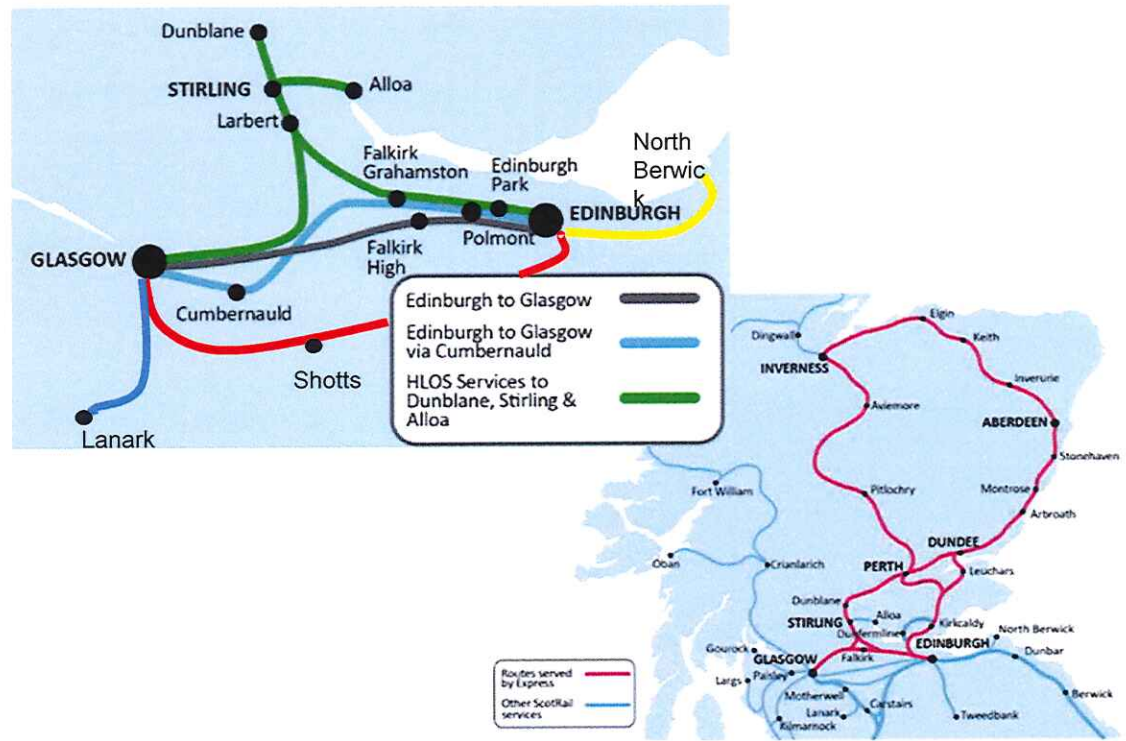 Dunblane
STIRLING
Alloa
Larbert
Falkirk
Grahamston
Edinburgh
Park
North
Berwic
k
EDINBURGH
Polmont
Falkirk
High
GLASGOW
Cumbernauld
Shotts
Lanark
Edinburgh to Glasgow
Edinburgh to Glasgow
via Cumbernauld
HLOS Services to
Dunblane, Stirling &
Alloa
Elgin
Dingwall
Keith
INVERNESS
Inverurie
Aviemore
ABERDEEN
Stonehaven
Pitlochry
Montrose
Fort William
Arbroath
DUNDEE
Oban
Crianlarich
PERTH
Leuchars
Dunblane
Alloa
STIRLING
Kirkcaldy
Dunfermline
North Berwick
Gourock
EDINBURGH
Dunbar
GLASGOW
Falkirk
Paisley
Largs
Motherwell
Berwick
Lanark
Carstairs
Tweedbank
Kilmarnock
Routes served
by Express
Other ScotRail
services